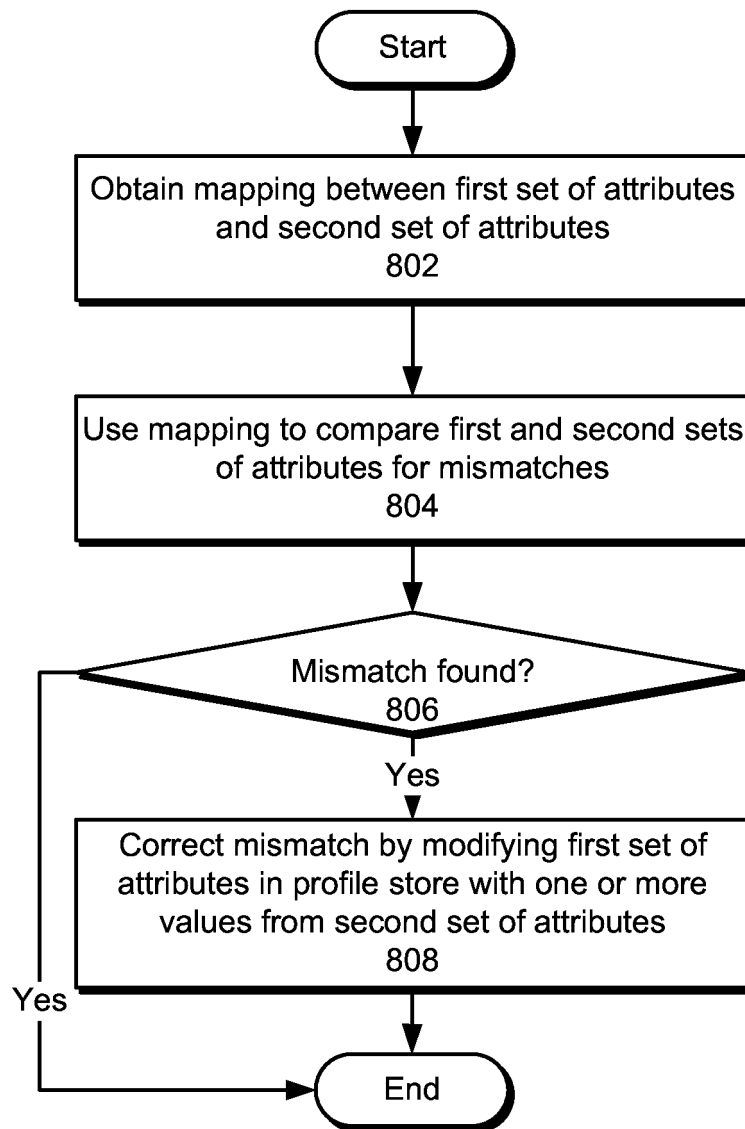 Start
Obtain mapping between first set of attributes
and second set of attributes
802
Use mapping to compare first and second sets
of attributes for mismatches
804
Mismatch found?
806
Yes
Correct mismatch by modifying first set of
attributes in profile store with one or more
values from second set of attributes
808
Yes
End